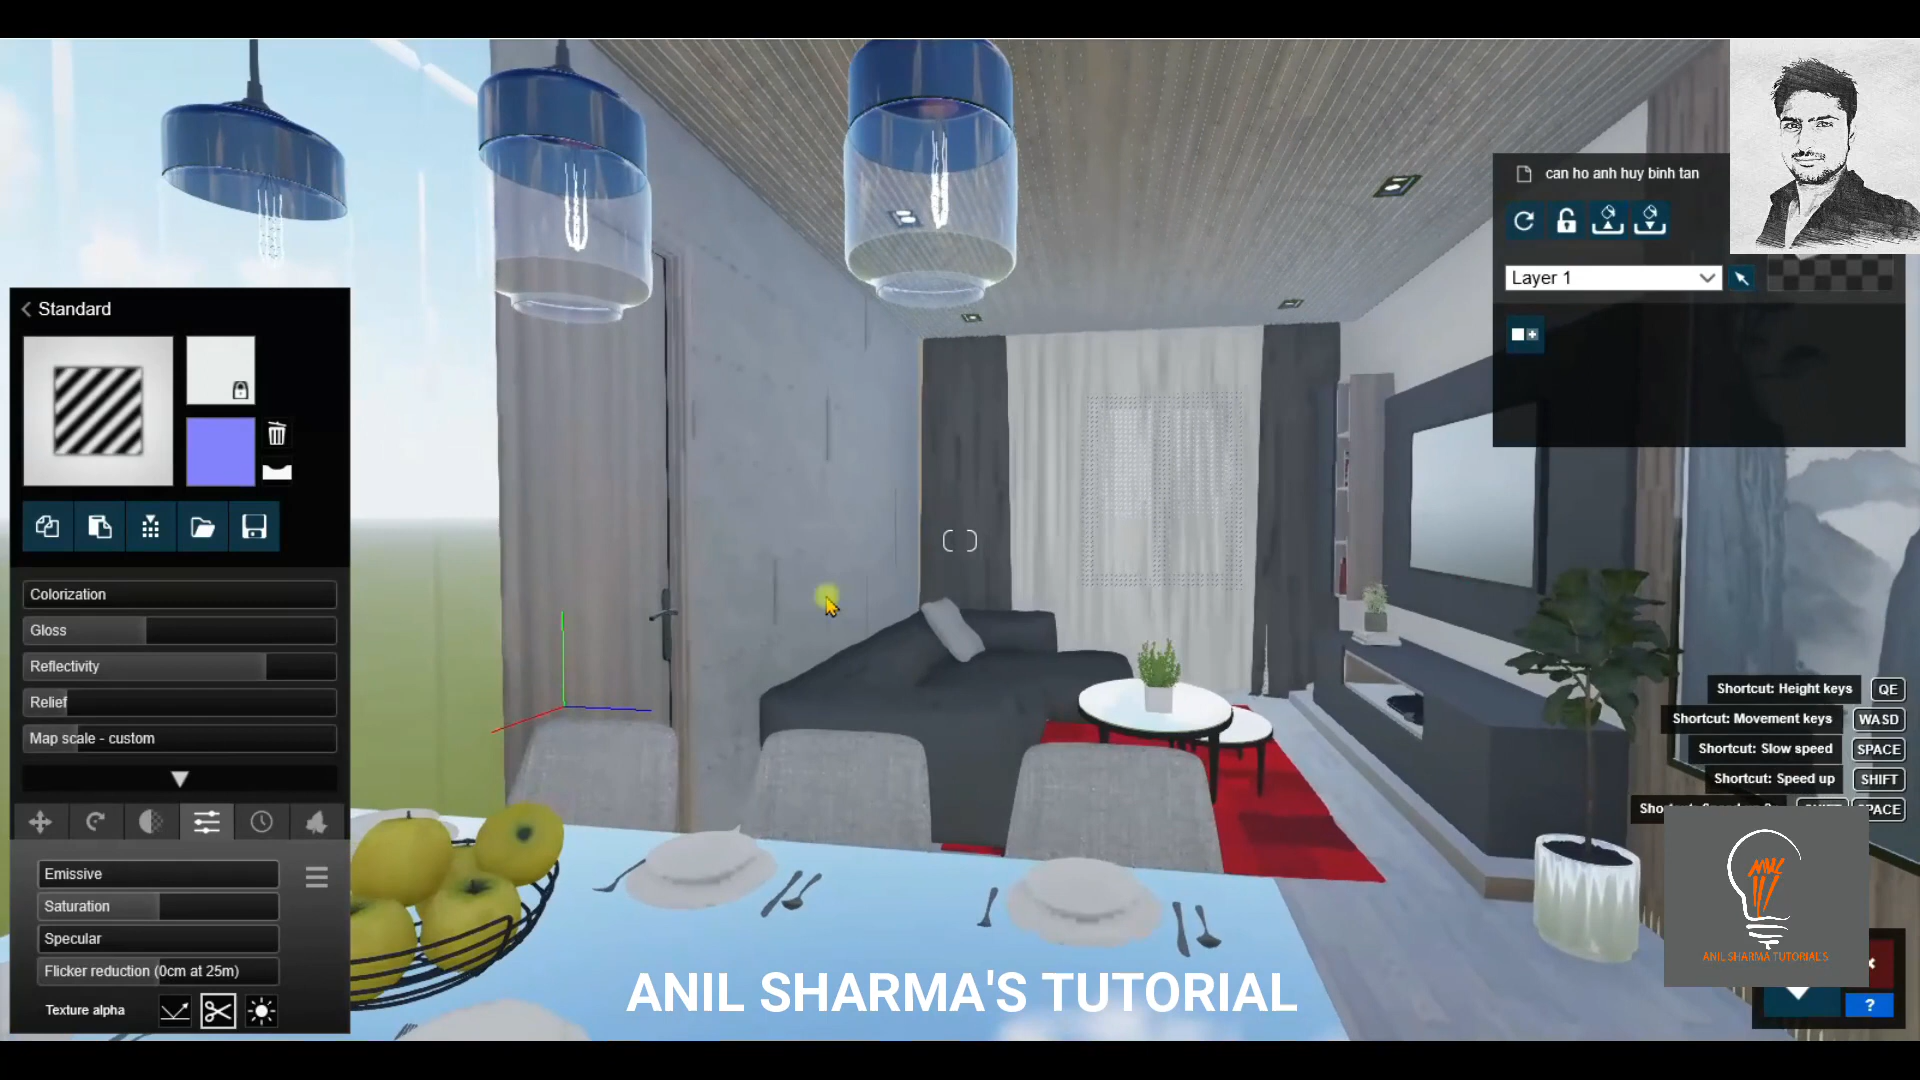 can ho anh huy binh tan
Layer 1
Standard
Colorization
Gloss
Reflectivity
Relief
Map scale - custom
Emissive
Saturation
Specular
Flicker reduction (0cm at 25m)
Texture alpha
Shortcut: Height keys QE
Shortcut: Movement keys WASD
Shortcut: Slow speed SPACE
Shortcut: Speed up SHIFT
ANIL SHARMA TUTORIALS
?
ANIL SHARMA'S TUTORIAL